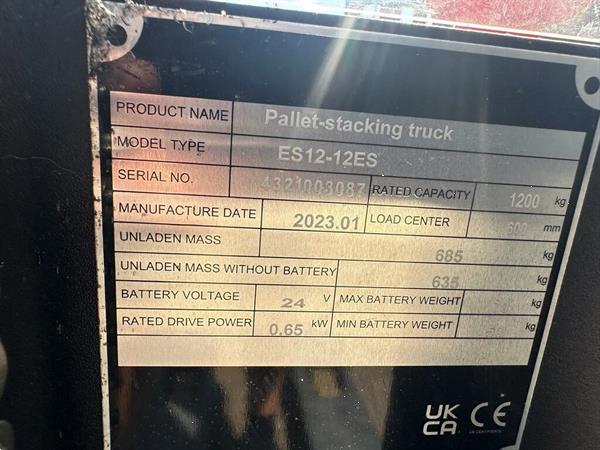 PRODUCT NAME Pallet-stacking truck
MODEL TYPE ES12-12ES
SERIAL NO. 4321003087 RATED CAPACITY 1200 kg
MANUFACTURE DATE 2023.01 LOAD CENTER 600 mm
UNLADEN MASS 685 kg
UNLADEN MASS WITHOUT BATTERY 635 kg
BATTERY VOLTAGE 24 V MAX BATTERY WEIGHT kg
RATED DRIVE POWER 0.65 kW MIN BATTERY WEIGHT kg
UK CA CE